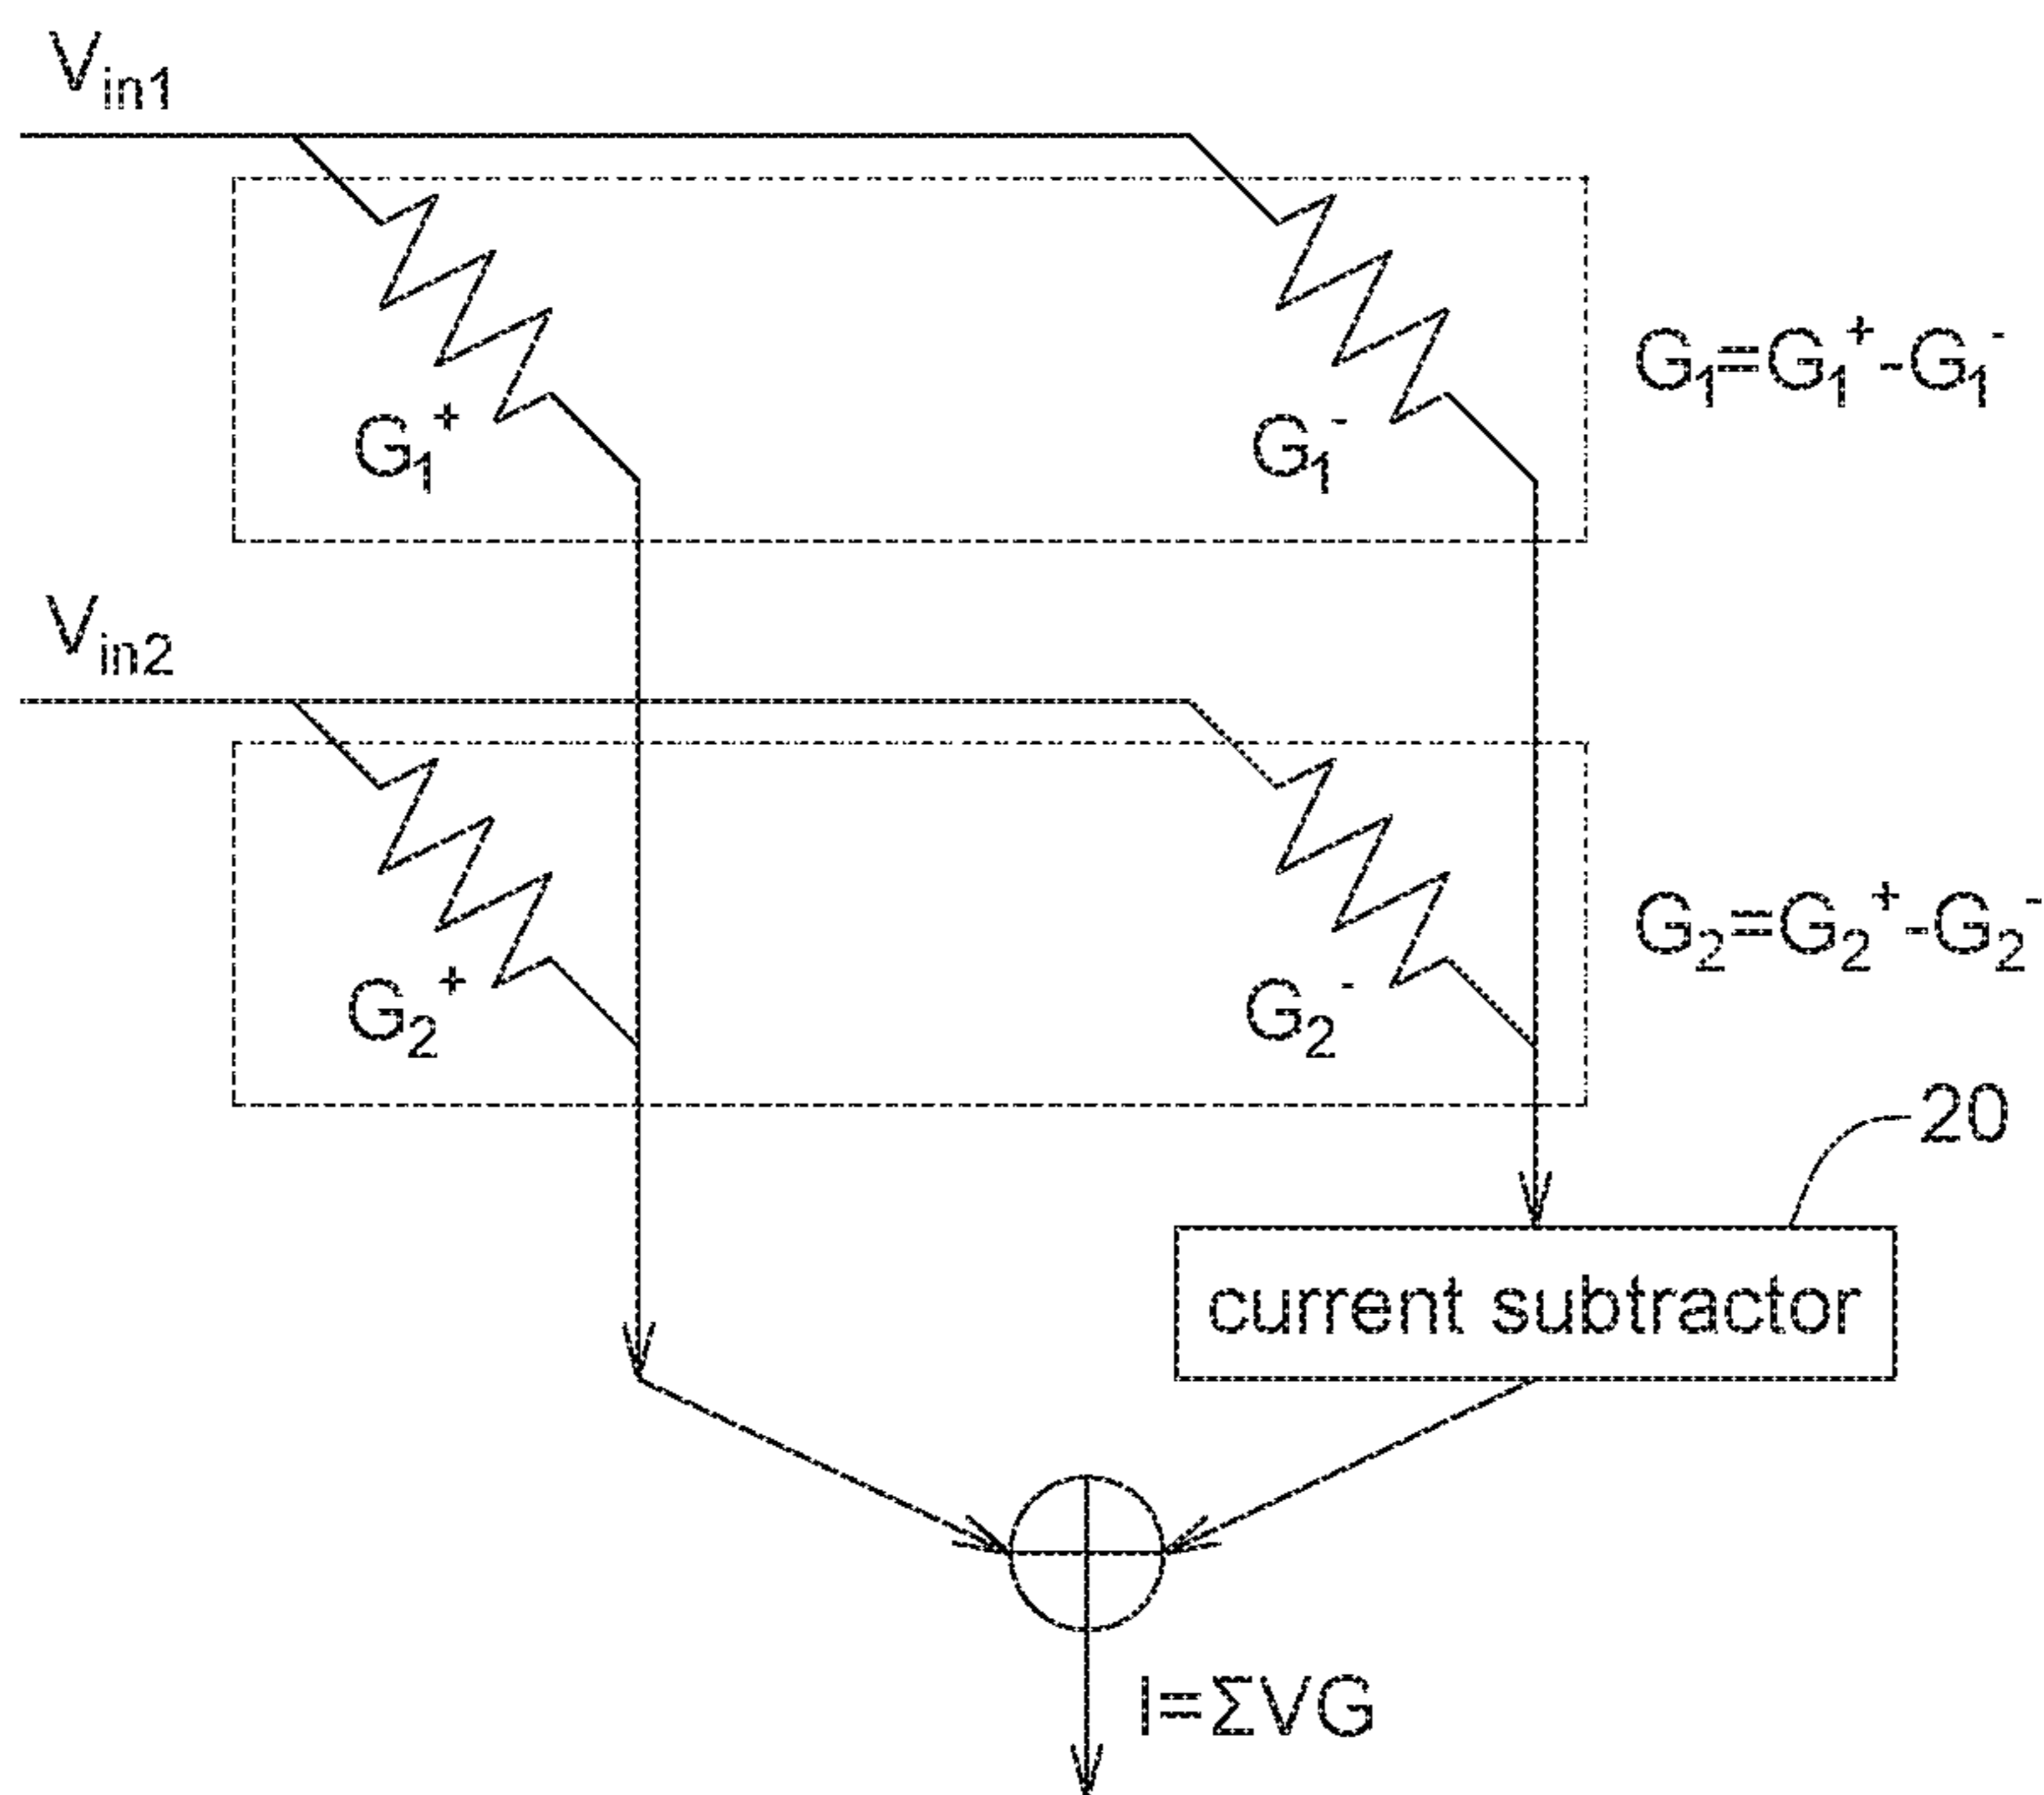 Vin1
G1+
G1-
G1=G1+-G1-
Vin2
G2+
G2-
G2=G2+-G2-
20
current subtractor
I=ΣVG